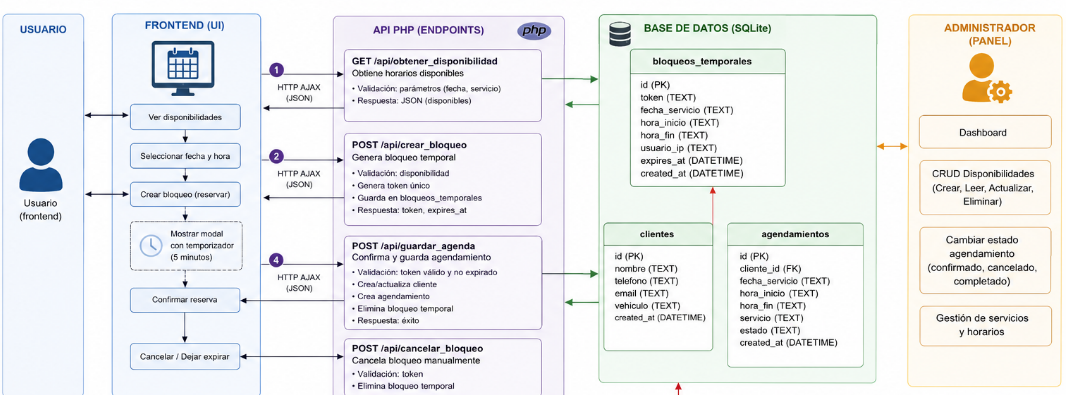 USUARIO
Usuario
(frontend)
FRONTEND (UI)
Ver disponibilidades
Seleccionar fecha y hora
Crear bloqueo (reservar)
Mostrar modal
con temporizador
(5 minutos)
Confirmar reserva
Cancelar / Dejar expirar
1
HTTP AJAX
(JSON)
2
HTTP AJAX
(JSON)
4
HTTP AJAX
(JSON)
API PHP (ENDPOINTS)
php
GET /api/obtener_disponibilidad
Obtiene horarios disponibles
• Validación: parámetros (fecha, servicio)
• Respuesta: JSON (disponibles)
POST /api/crear_bloqueo
Genera bloqueo temporal
• Validación: disponibilidad
• Genera token único
• Guarda en bloqueos_temporales
• Respuesta: token, expires_at
POST /api/guardar_agenda
Confirma y guarda agendamiento
• Validación: token válido y no expirado
• Crea/actualiza cliente
• Crea agendamiento
• Elimina bloqueo temporal
• Respuesta: éxito
POST /api/cancelar_bloqueo
Cancela bloqueo manualmente
• Validación: token
• Elimina bloqueo temporal
BASE DE DATOS (SQLite)
bloqueos_temporales
id (PK)
token (TEXT)
fecha_servicio (TEXT)
hora_inicio (TEXT)
hora_fin (TEXT)
usuario_ip (TEXT)
expires_at (DATETIME)
created_at (DATETIME)
clientes
id (PK)
nombre (TEXT)
telefono (TEXT)
email (TEXT)
vehiculo (TEXT)
created_at (DATETIME)
agendamientos
id (PK)
cliente_id (FK)
fecha_servicio (TEXT)
hora_inicio (TEXT)
hora_fin (TEXT)
servicio (TEXT)
estado (TEXT)
created_at (DATETIME)
ADMINISTRADOR
(PANEL)
Dashboard
CRUD Disponibilidades
(Crear, Leer, Actualizar,
Eliminar)
Cambiar estado
agendamiento
(confirmado, cancelado,
completado)
Gestión de servicios
y horarios